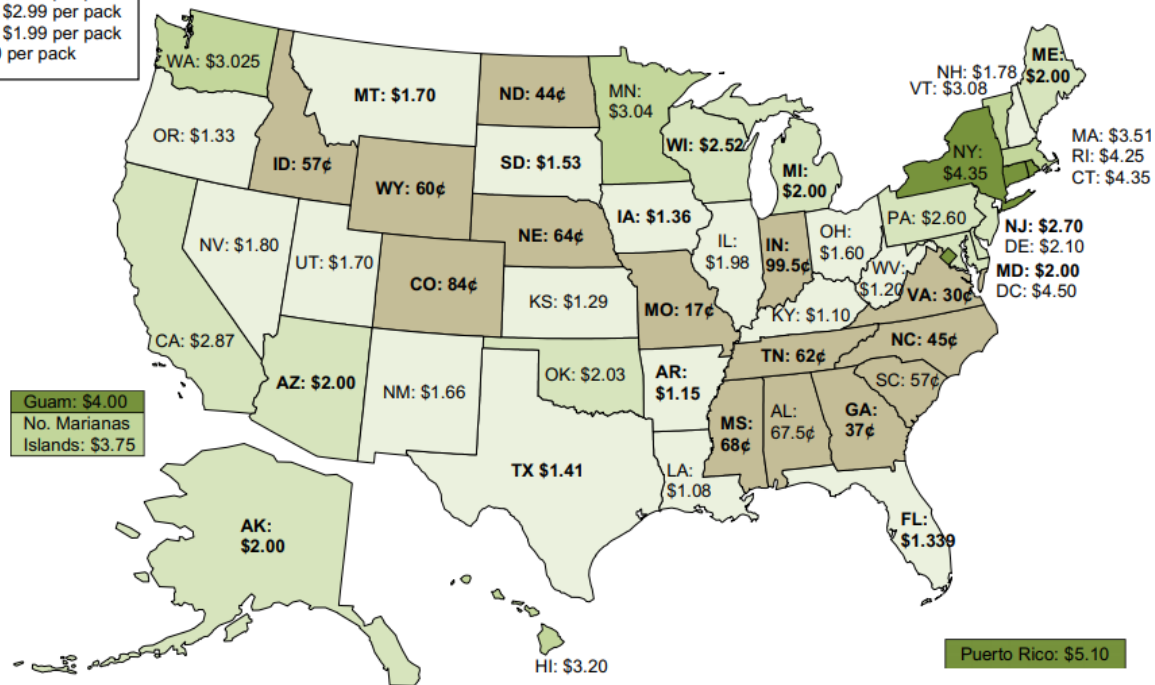 $2.99 per pack
$1.99 per pack
per pack
WA: $3.025
MT: $1.70
ND: 44¢
MN:
$3.04
NH: $1.78
VT: $3.08
ME:
$2.00
OR: $1.33
ID: 57¢
WY: 60¢
SD: $1.53
WI: $2.52
MI:
$2.00
NY:
$4.35
MA: $3.51
RI: $4.25
CT: $4.35
NV: $1.80
UT: $1.70
CO: 84¢
NE: 64¢
IA: $1.36
IL:
$1.98
IN:
99.5¢
OH:
$1.60
PA: $2.60
NJ: $2.70
DE: $2.10
MD: $2.00
DC: $4.50
WV:
$1.20
VA: 30¢
CA: $2.87
KS: $1.29
MO: 17¢
KY: $1.10
AZ: $2.00
NM: $1.66
OK: $2.03
AR:
$1.15
TN: 62¢
NC: 45¢
SC: 57¢
MS:
68¢
AL:
67.5¢
GA:
37¢
Guam: $4.00
No. Marianas
Islands: $3.75
TX $1.41
LA:
$1.08
FL:
$1.339
AK:
$2.00
HI: $3.20
Puerto Rico: $5.10